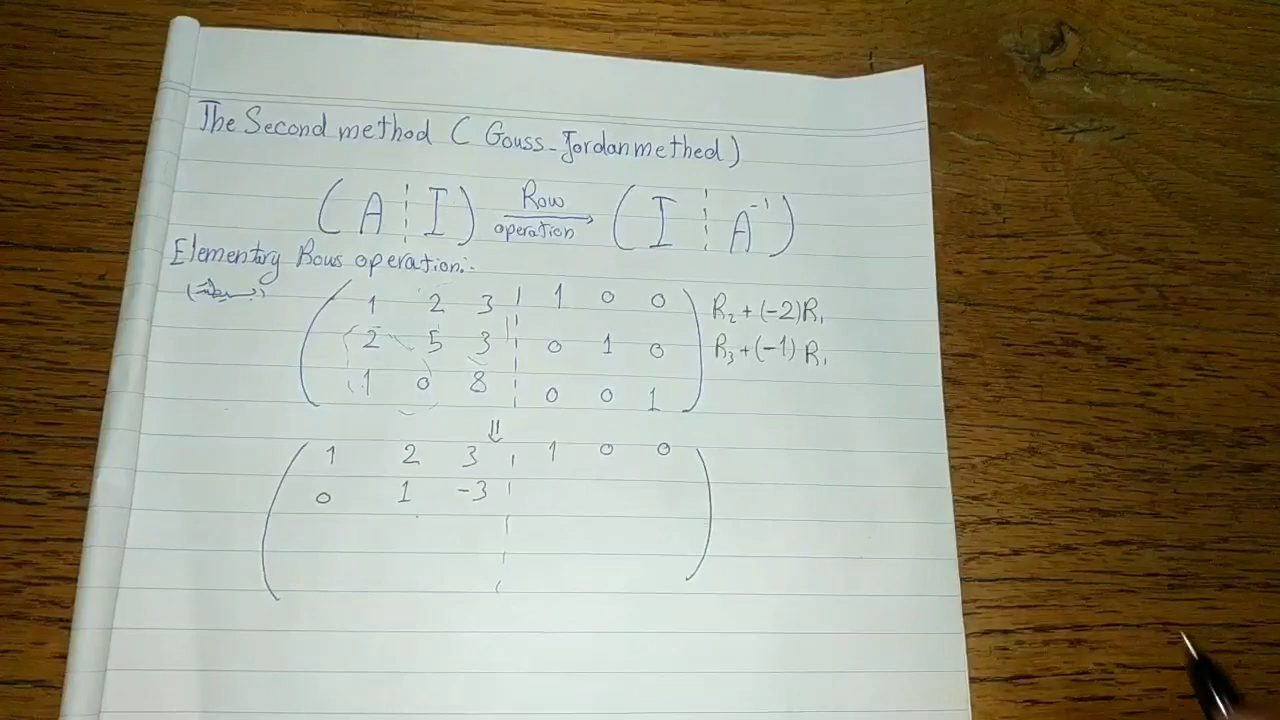 The Second method ( Gouss-Jordan methed )
( A ¦ I ) Row operation → ( I ¦ A⁻¹ )
Elementry Rows operation:-
(بسيطة)
1 2 3 | 1 0 0 R₂+(-2)R₁
2 5 3 | 0 1 0 R₃+(-1)R₁
1 0 8 | 0 0 1
⇓
1 2 3 | 1 0 0
0 1 -3 |